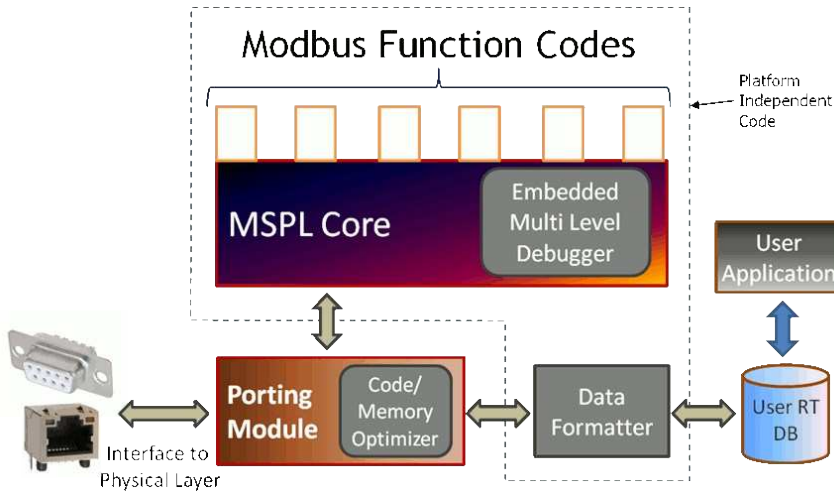 Modbus Function Codes
Platform
Independent
Code
MSPL Core
Embedded
Multi Level
Debugger
User
Application
Porting
Module
Code/
Memory
Optimizer
Data
Formatter
User RT
DB
Interface to
Physical Layer